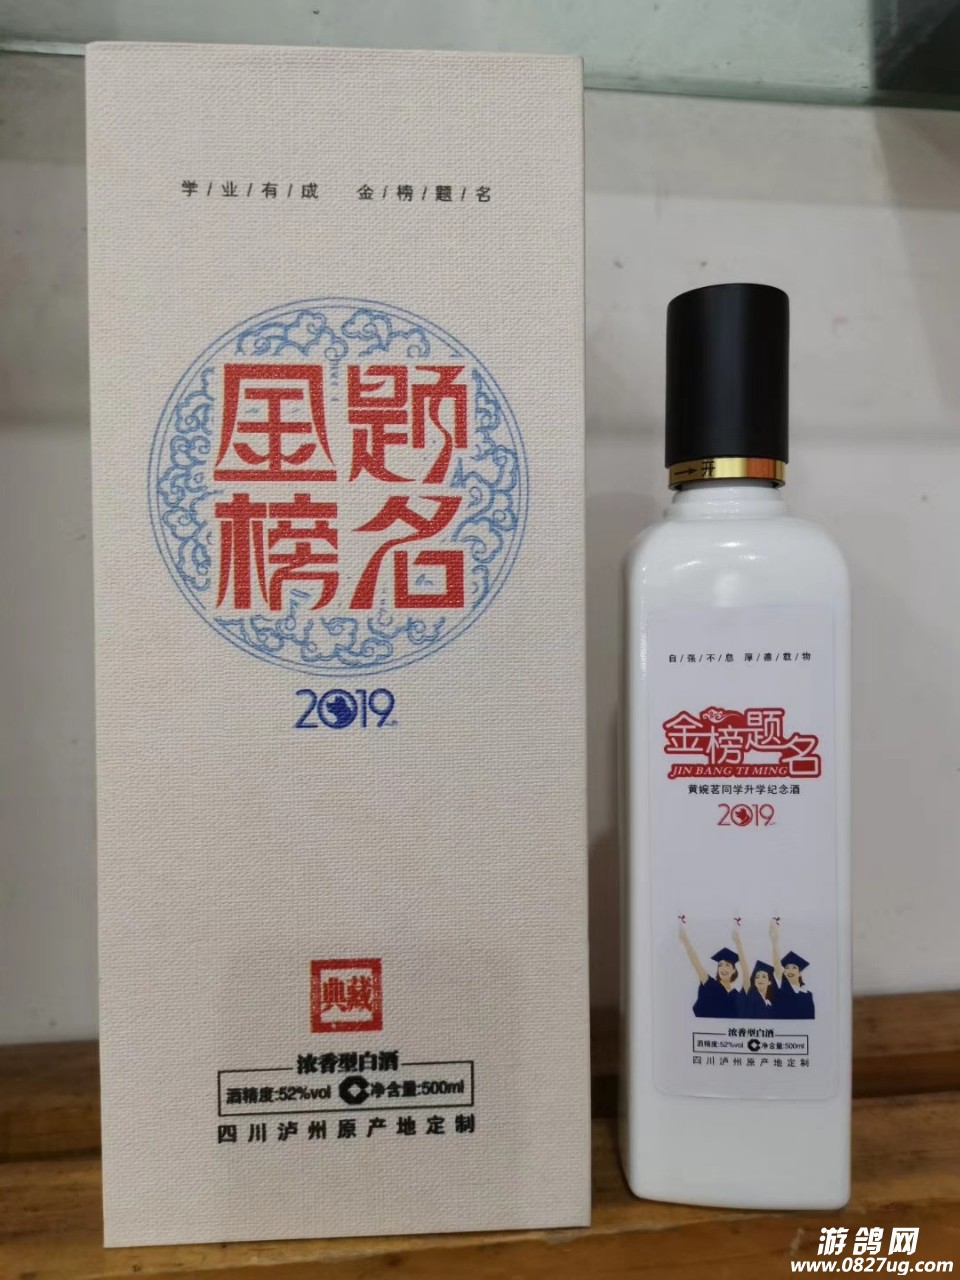 学/业/有/成 金/榜/题/名
金题
榜名
2019
典藏
浓香型白酒
酒精度:52%vol 净含量:500ml
四川泸州原产地定制
开
自/强/不/息 厚/德/载/物
金榜题名
JIN BANG TI MING
黄婉茗同学升学纪念酒
2019
浓香型白酒
酒精度:52%vol 净含量:500ml
四川泸州原产地定制
游鸽网
www.0827ug.com